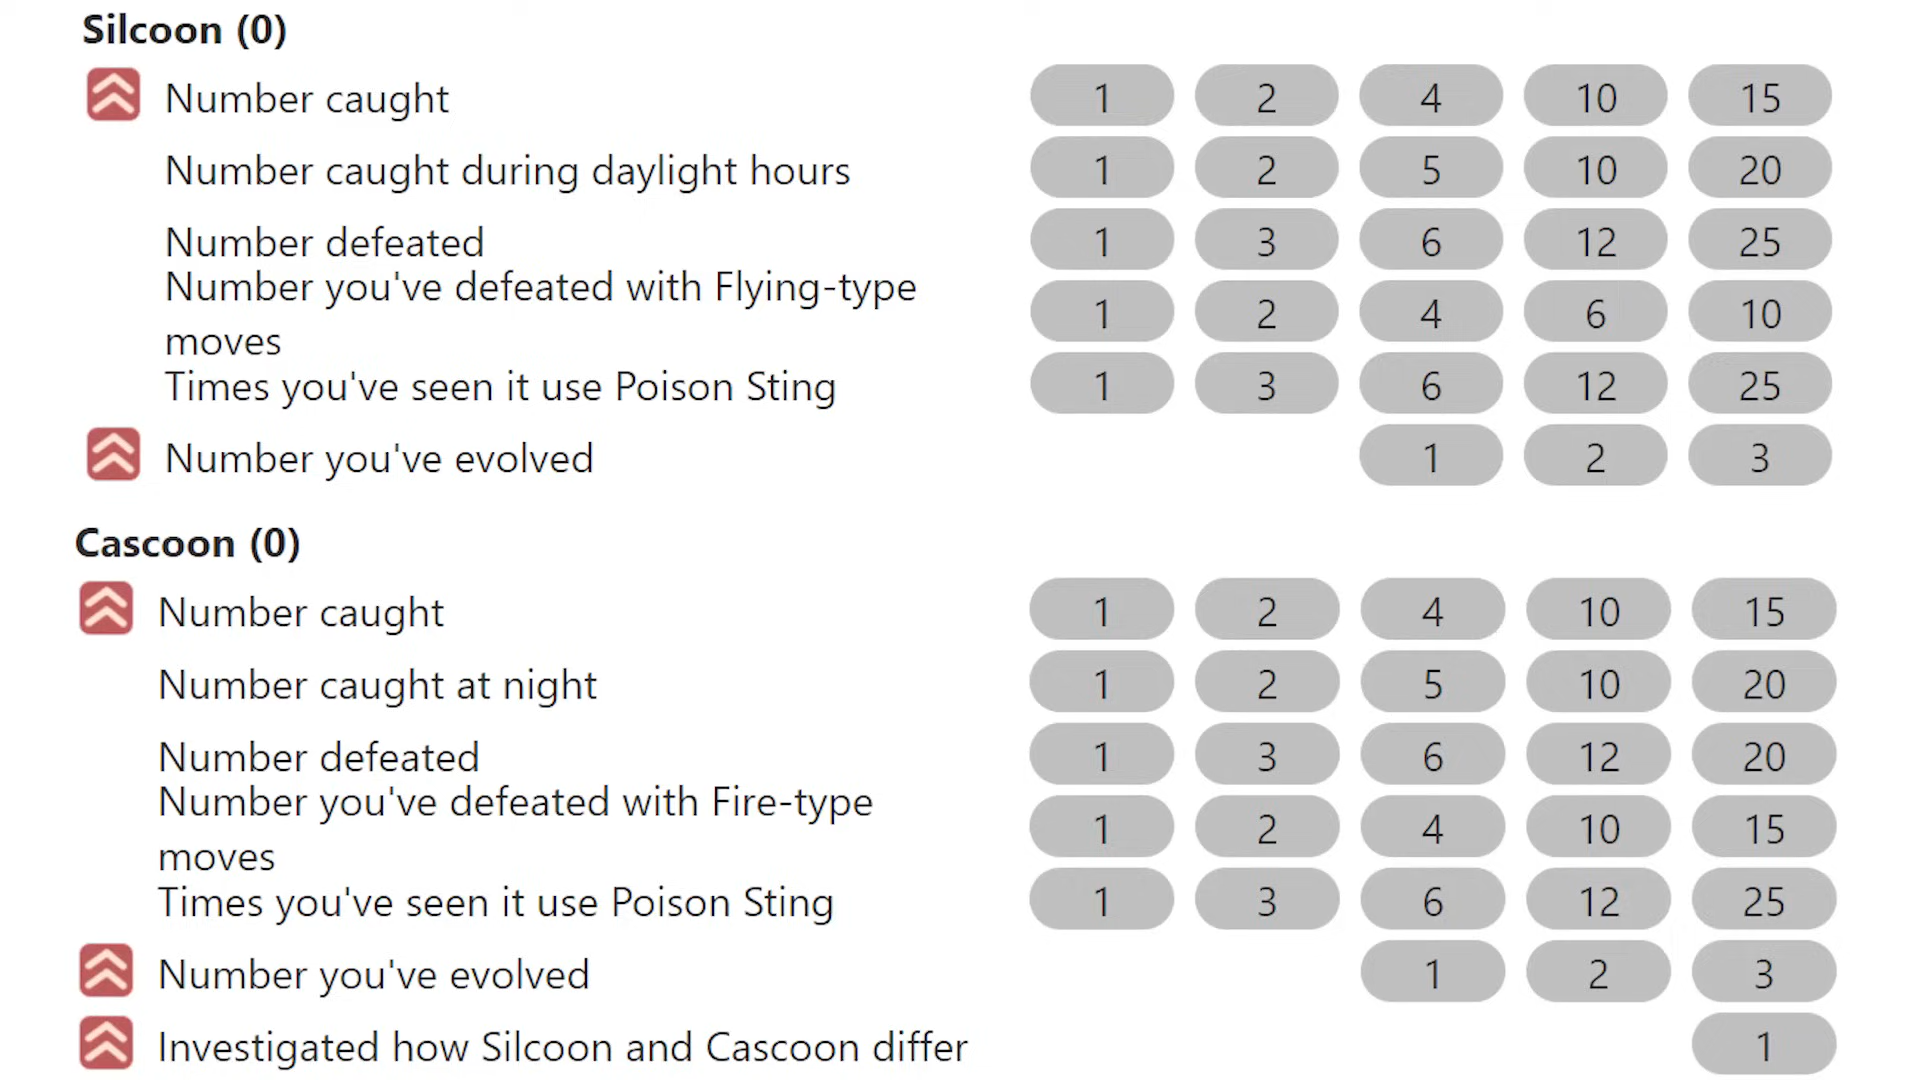 Silcoon (0)
Number caught 1 2 4 10 15
Number caught during daylight hours 1 2 5 10 20
Number defeated 1 3 6 12 25
Number you've defeated with Flying-type
moves 1 2 4 6 10
Times you've seen it use Poison Sting 1 3 6 12 25
Number you've evolved 1 2 3
Cascoon (0)
Number caught 1 2 4 10 15
Number caught at night 1 2 5 10 20
Number defeated 1 3 6 12 20
Number you've defeated with Fire-type
moves 1 2 4 10 15
Times you've seen it use Poison Sting 1 3 6 12 25
Number you've evolved 1 2 3
Investigated how Silcoon and Cascoon differ 1